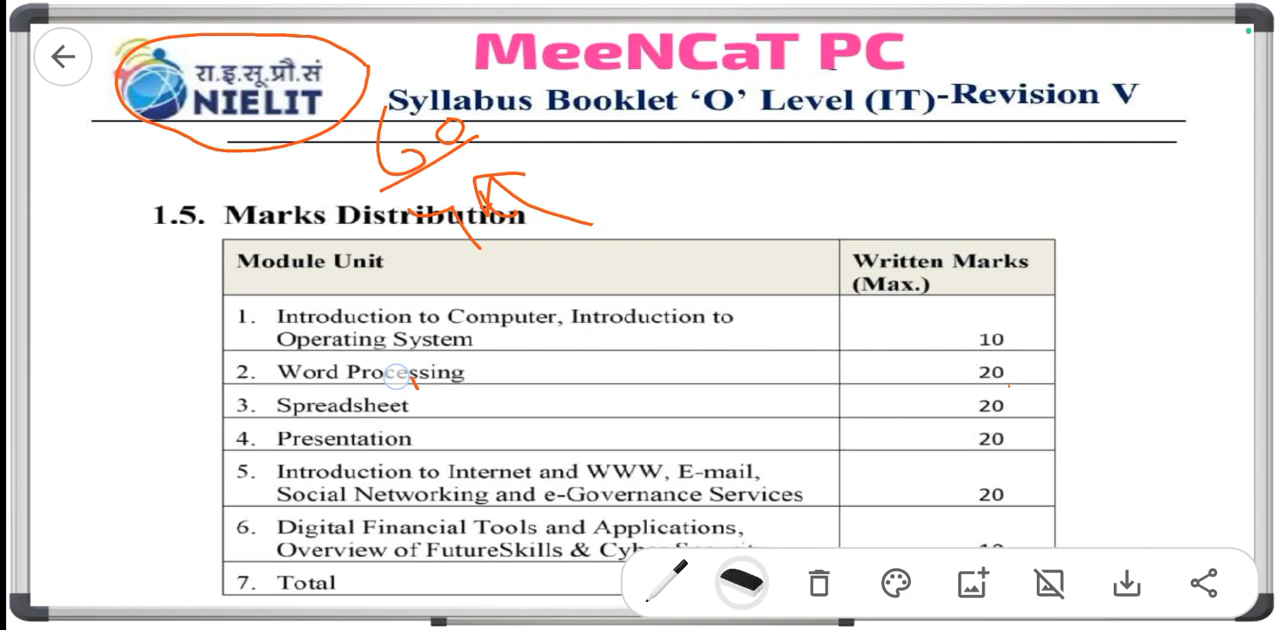 MeeNCaT PC
रा.इ.सू.प्रौ.सं
NIELIT
Syllabus Booklet ‘O’ Level (IT)-Revision V
60
1.5. Marks Distribution
Module Unit
Written Marks
(Max.)
1. Introduction to Computer, Introduction to
Operating System 10
2. Word Processing 20
3. Spreadsheet 20
4. Presentation 20
5. Introduction to Internet and WWW, E-mail,
Social Networking and e-Governance Services 20
6. Digital Financial Tools and Applications,
Overview of FutureSkills &
7. Total